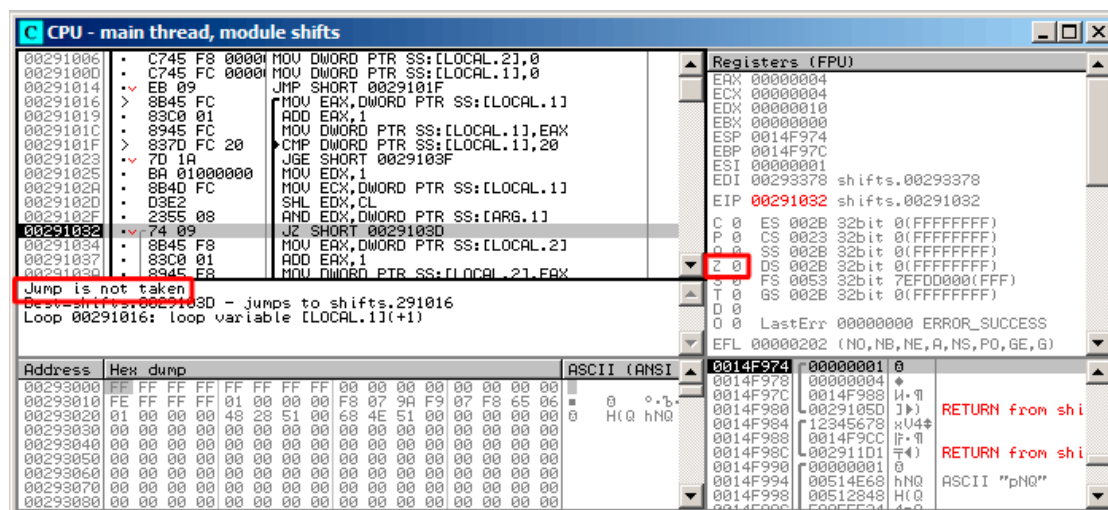 CPU - main thread, module shifts
00291006 • C745 F8 0000 MOV DWORD PTR SS:[LOCAL.2],0
0029100D • C745 FC 0000 MOV DWORD PTR SS:[LOCAL.1],0
00291014 • EB 09 JMP SHORT 0029101F
00291016 > 8B45 FC MOV EAX,DWORD PTR SS:[LOCAL.1]
00291019 • 83C0 01 ADD EAX,1
0029101C • 8945 FC MOV DWORD PTR SS:[LOCAL.1],EAX
0029101F > 837D FC 20 CMP DWORD PTR SS:[LOCAL.1],20
00291023 • 7D 1A JGE SHORT 0029103F
00291025 • BA 01000000 MOV EDX,1
0029102A • 8B4D FC MOV ECX,DWORD PTR SS:[LOCAL.1]
0029102D • D3E2 SHL EDX,CL
0029102F • 2355 08 AND EDX,DWORD PTR SS:[ARG.1]
00291032 • 74 09 JZ SHORT 0029103D
00291034 • 8B45 F8 MOV EAX,DWORD PTR SS:[LOCAL.2]
00291037 • 83C0 01 ADD EAX,1
0029103A • 8945 F8 MOV DWORD PTR SS:[LOCAL.2],EAX
Jump is not taken
Dest=shifts.0029103D - jumps to shifts.291016
Loop 00291016: loop variable [LOCAL.1](+1)
Registers (FPU)
EAX 00000004
ECX 00000004
EDX 00000010
EBX 00000000
ESP 0014F974
EBP 0014F97C
ESI 00000001
EDI 00293378 shifts.00293378
EIP 00291032 shifts.00291032
C 0 ES 002B 32bit 0(FFFFFFFF)
P 0 CS 0023 32bit 0(FFFFFFFF)
A 0 SS 002B 32bit 0(FFFFFFFF)
Z 0 DS 002B 32bit 0(FFFFFFFF)
S 0 FS 0053 32bit 7EFDD000(FFF)
T 0 GS 002B 32bit 0(FFFFFFFF)
D 0
O 0 LastErr 00000000 ERROR_SUCCESS
EFL 00000202 (NO,NB,NE,A,NS,PO,GE,G)
Address Hex dump ASCII (ANSI
00293000 FF FF FF FF FF FF FF FF 00 00 00 00 00 00 00 00
00293010 FE FF FF FF 01 00 00 00 F8 07 9A F9 07 F8 65 06
00293020 01 00 00 00 48 28 51 00 68 4E 51 00 00 00 00 00 H(Q hNQ
00293030 00 00 00 00 00 00 00 00 00 00 00 00 00 00 00 00
00293040 00 00 00 00 00 00 00 00 00 00 00 00 00 00 00 00
00293050 00 00 00 00 00 00 00 00 00 00 00 00 00 00 00 00
00293060 00 00 00 00 00 00 00 00 00 00 00 00 00 00 00 00
00293070 00 00 00 00 00 00 00 00 00 00 00 00 00 00 00 00
00293080 00 00 00 00 00 00 00 00 00 00 00 00 00 00 00 00
0014F974 00000001
0014F978 00000004 ♦
0014F97C 0014F988
0014F980 0029105D RETURN from shi
0014F984 12345678 xV4‡
0014F988 0014F9CC
0014F98C 002911D1 RETURN from shi
0014F990 00000001
0014F994 00514E68 hNQ ASCII "pNQ"
0014F998 00512848 H(Q